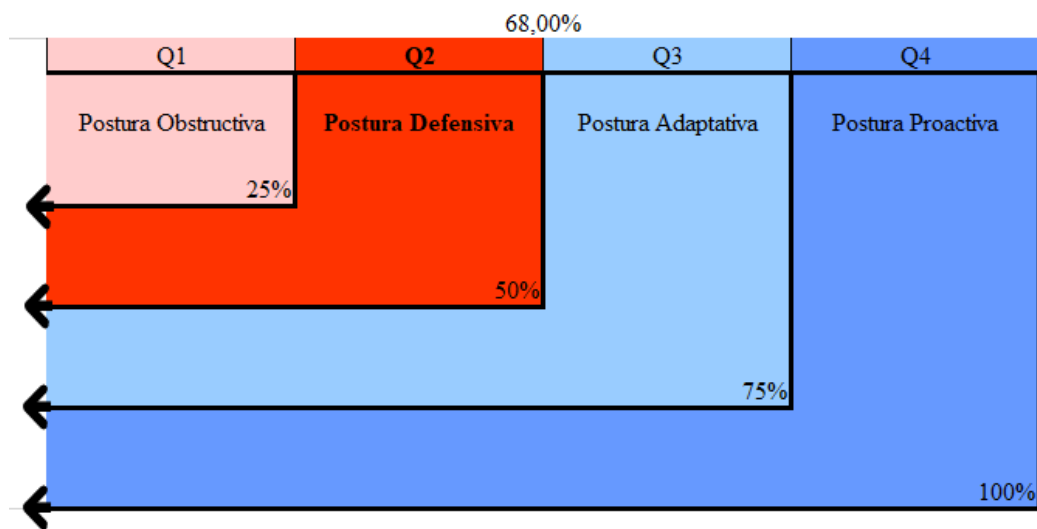 68,00%
Q1 Q2 Q3 Q4
Postura Obstructiva Postura Defensiva Postura Adaptativa Postura Proactiva
25%
50%
75%
100%